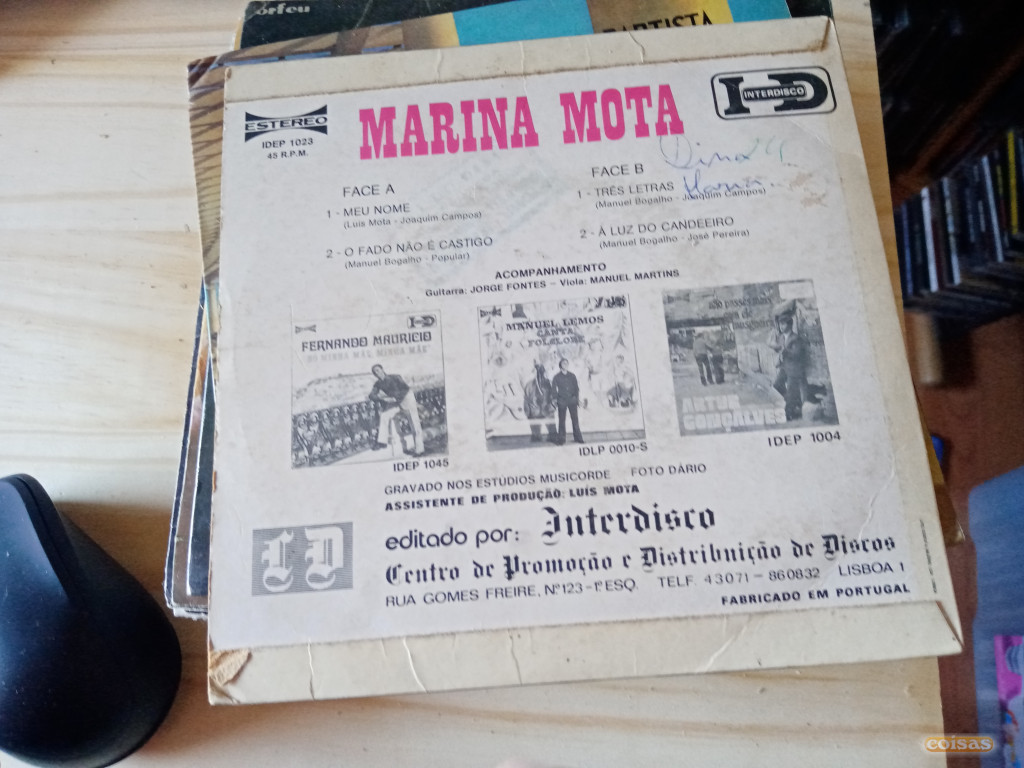 orfeu
ESTEREO
IDEP 1023
45 R.P.M.
MARINA MOTA
INTERDISCO
FACE A
1 - MEU NOME
(Luís Mota - Joaquim Campos)
2 - O FADO NÃO É CASTIGO
(Manuel Bogalho - Popular)
FACE B
1 - TRÊS LETRAS
(Manuel Bogalho - Joaquim Campos)
2 - À LUZ DO CANDEEIRO
(Manuel Bogalho - José Pereira)
ACOMPANHAMENTO
Guitarra: JORGE FONTES - Viola: MANUEL MARTINS
FERNANDO MAURÍCIO
IDEP 1045
MANUEL LEMOS
CANTA
FOLCLORE
IDLP 0010-S
ARTUR
GONÇALVES
IDEP 1004
GRAVADO NOS ESTÚDIOS MUSICORDE FOTO DÁRIO
ASSISTENTE DE PRODUÇÃO: LUÍS MOTA
editado por: Interdisco
Centro de Promoção e Distribuição de Discos
RUA GOMES FREIRE, Nº 123 - 1º ESQ. TELF. 43071 - 860832 LISBOA 1
FABRICADO EM PORTUGAL
coisas